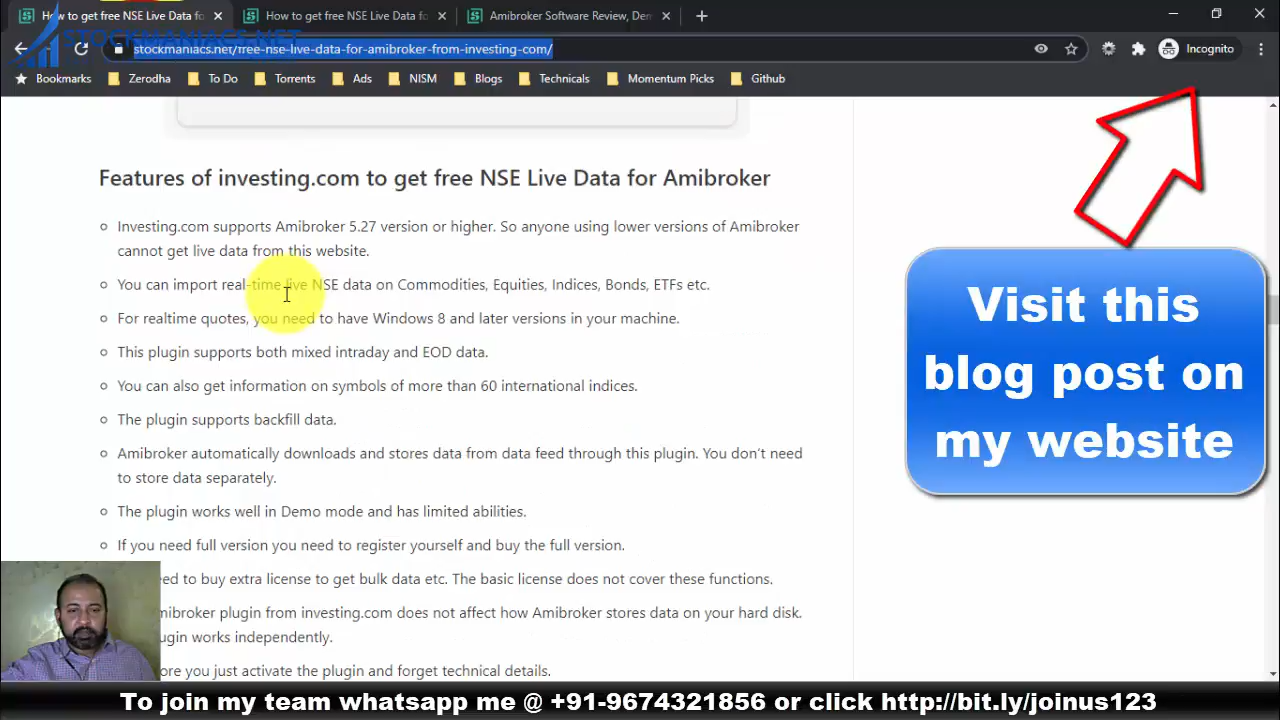 How to get free NSE Live Data fo
How to get free NSE Live Data fo
Amibroker Software Review, Der
STOCKMANIACS.NET
stockmaniacs.net/free-nse-live-data-for-amibroker-from-investing-com/
Incognito
Bookmarks
Zerodha
To Do
Torrents
Ads
NISM
Blogs
Technicals
Momentum Picks
Github
Features of investing.com to get free NSE Live Data for Amibroker
Investing.com supports Amibroker 5.27 version or higher. So anyone using lower versions of Amibroker
cannot get live data from this website.
You can import real-time live NSE data on Commodities, Equities, Indices, Bonds, ETFs etc.
For realtime quotes, you need to have Windows 8 and later versions in your machine.
This plugin supports both mixed intraday and EOD data.
You can also get information on symbols of more than 60 international indices.
The plugin supports backfill data.
Amibroker automatically downloads and stores data from data feed through this plugin. You don't need
to store data separately.
The plugin works well in Demo mode and has limited abilities.
If you need full version you need to register yourself and buy the full version.
eed to buy extra license to get bulk data etc. The basic license does not cover these functions.
mibroker plugin from investing.com does not affect how Amibroker stores data on your hard disk.
ugin works independently.
ore you just activate the plugin and forget technical details.
Visit this
blog post on
my website
To join my team whatsapp me @ +91-9674321856 or click http://bit.ly/joinus123